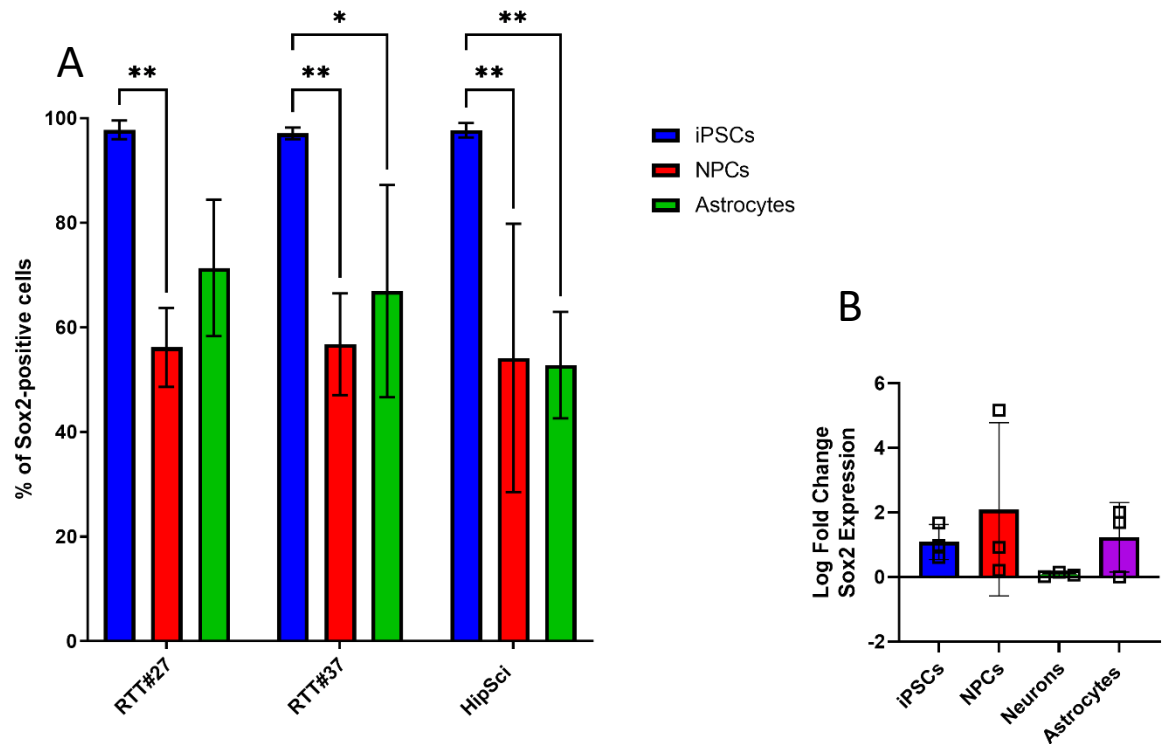 A
**
*
**
**
**
100
80
60
40
20
0
% of Sox2-positive cells
RTT#27
RTT#37
HipSci
iPSCs
NPCs
Astrocytes
B
6
4
2
0
-2
Log Fold Change
Sox2 Expression
iPSCs
NPCs
Neurons
Astrocytes